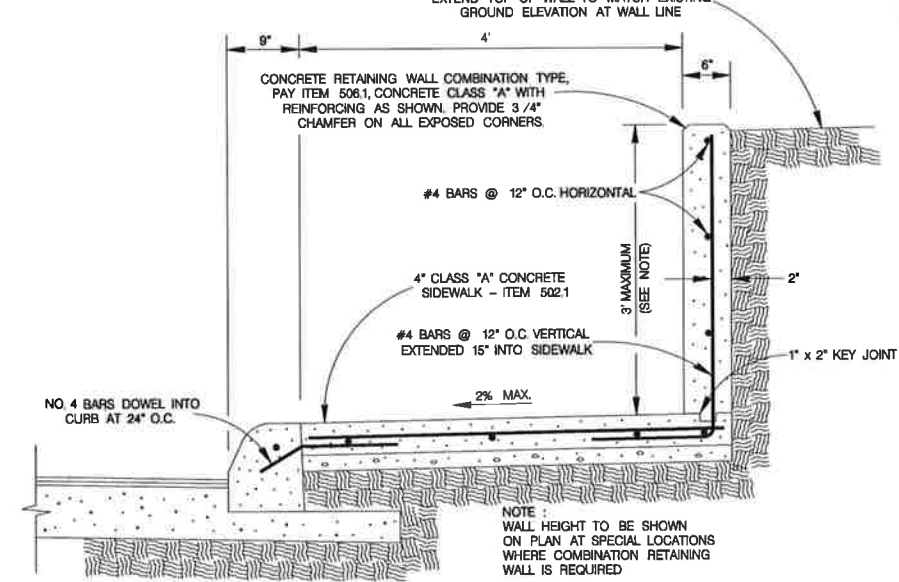 EXTEND TOP OF WALL TO MATCH EXISTING
GROUND ELEVATION AT WALL LINE
9"
4'
6"
CONCRETE RETAINING WALL COMBINATION TYPE,
PAY ITEM 506.1, CONCRETE CLASS "A" WITH
REINFORCING AS SHOWN. PROVIDE 3 /4"
CHAMFER ON ALL EXPOSED CORNERS.
#4 BARS @ 12" O.C. HORIZONTAL
3' MAXIMUM
(SEE NOTE)
2"
4" CLASS "A" CONCRETE
SIDEWALK - ITEM 502.1
#4 BARS @ 12" O.C. VERTICAL
EXTENDED 15" INTO SIDEWALK
1" x 2" KEY JOINT
2% MAX.
NO. 4 BARS DOWEL INTO
CURB AT 24" O.C.
NOTE :
WALL HEIGHT TO BE SHOWN
ON PLAN AT SPECIAL LOCATIONS
WHERE COMBINATION RETAINING
WALL IS REQUIRED